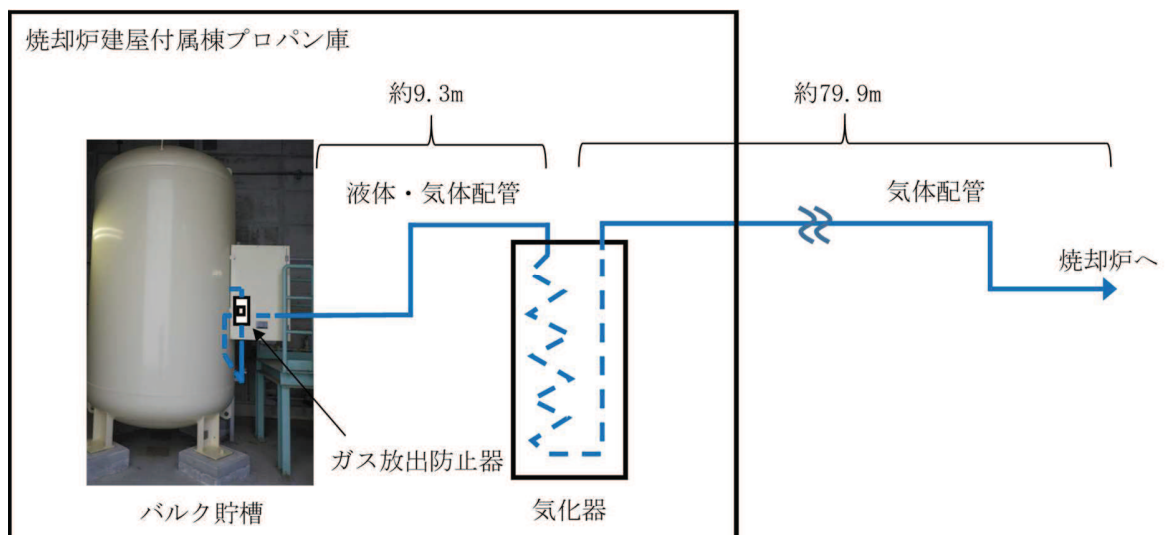 焼却炉建屋付属棟プロパン庫
約9.3m
約79.9m
液体・気体配管
気体配管
焼却炉へ
ガス放出防止器
バルク貯槽
気化器